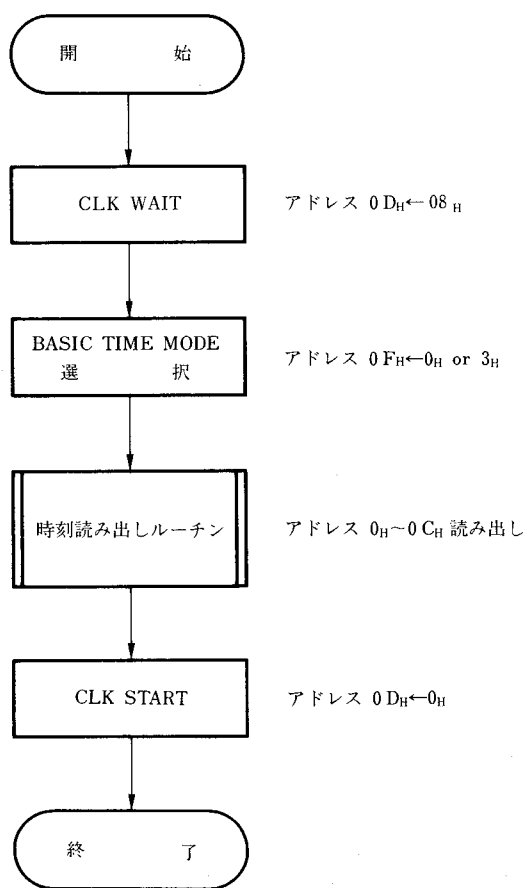 開 始
CLK WAIT アドレス 0DH←08H
BASIC TIME MODE
選 択 アドレス 0FH←0H or 3H
時刻読み出しルーチン アドレス 0H~0CH 読み出し
CLK START アドレス 0DH←0H
終 了